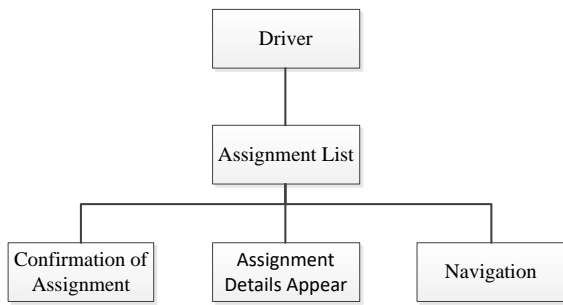 Driver
Assignment List
Confirmation of
Assignment
Assignment
Details Appear
Navigation